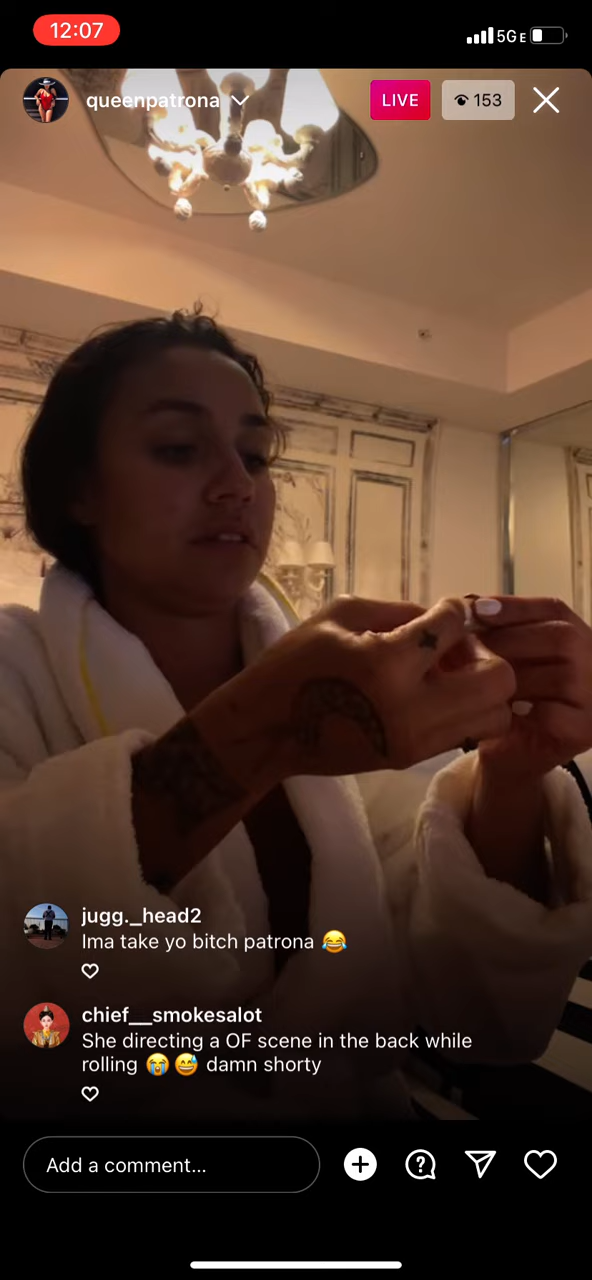 12:07
5G E
queenpatrona
LIVE
153
jugg._head2
Ima take yo bitch patrona 😂
chief__smokesalot
She directing a OF scene in the back while
rolling 😭😅 damn shorty
Add a comment...